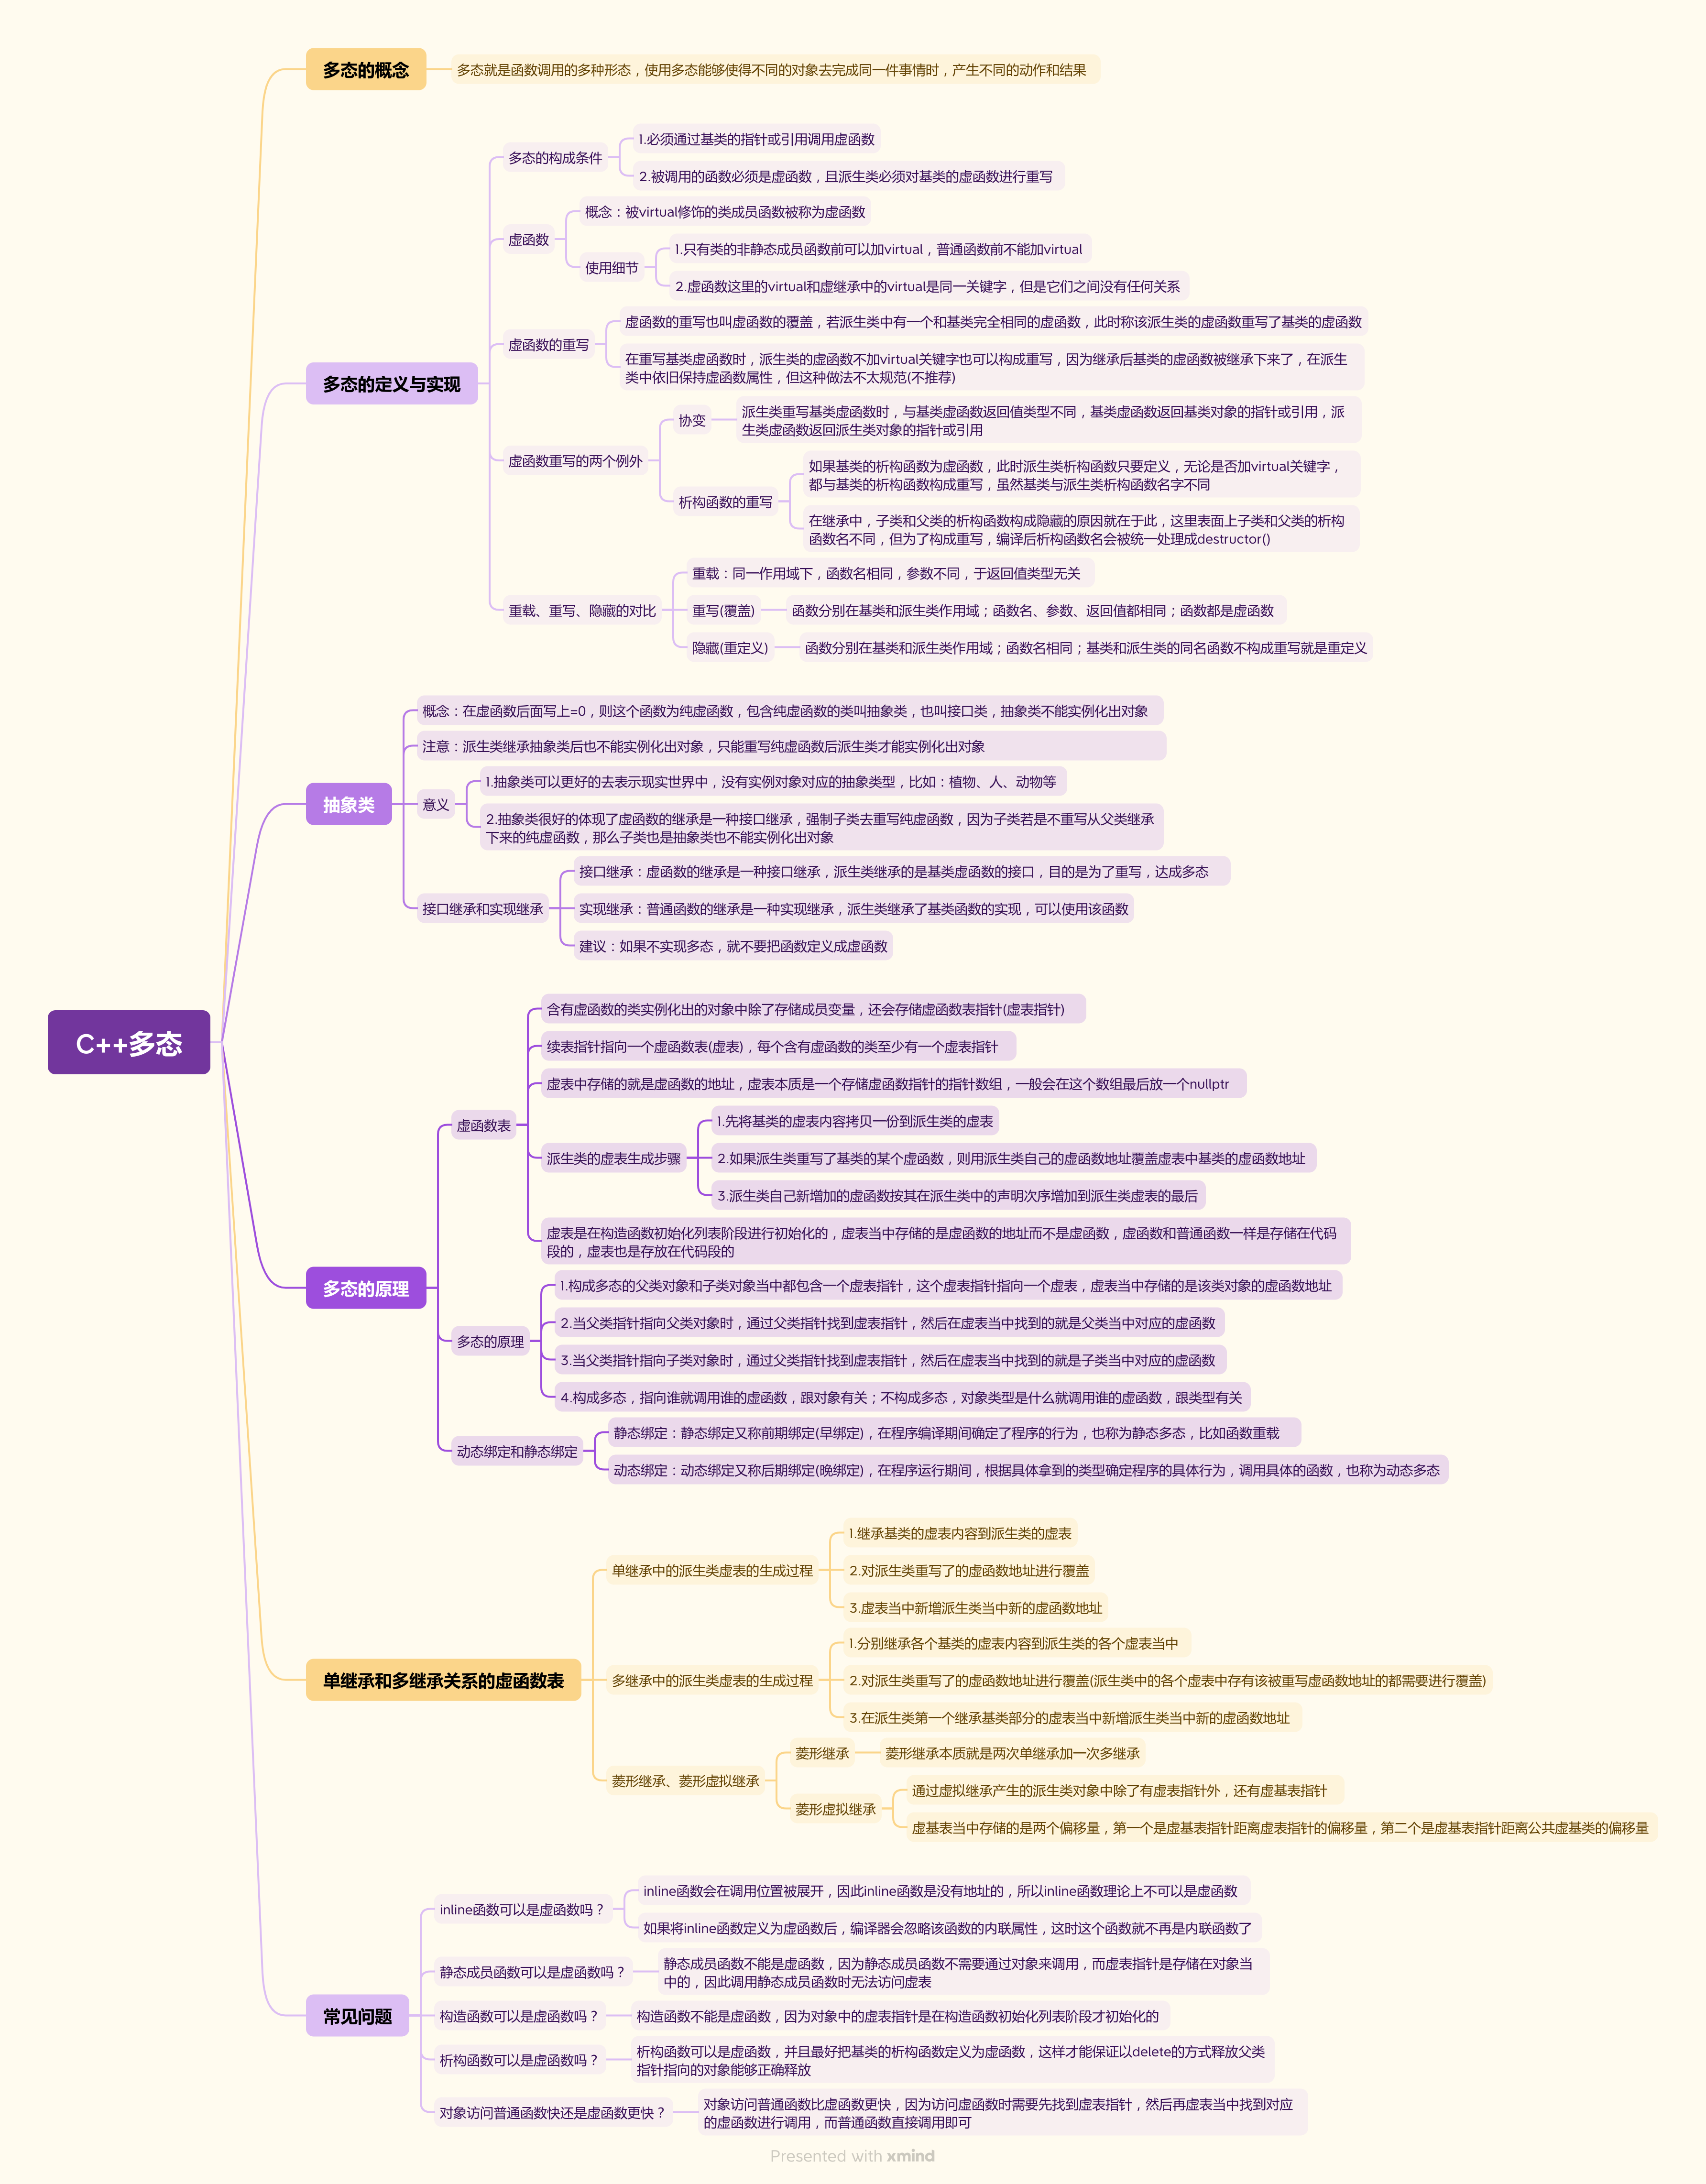 多态的概念
多态就是函数调用的多种形态，使用多态能够使得不同的对象去完成同一件事情时，产生不同的动作和结果
多态的定义与实现
多态的构成条件
1.必须通过基类的指针或引用调用虚函数
2.被调用的函数必须是虚函数，且派生类必须对基类的虚函数进行重写
虚函数
概念：被virtual修饰的类成员函数被称为虚函数
使用细节
1.只有类的非静态成员函数前可以加virtual，普通函数前不能加virtual
2.虚函数这里的virtual和虚继承中的virtual是同一关键字，但是它们之间没有任何关系
虚函数的重写
虚函数的重写也叫虚函数的覆盖，若派生类中有一个和基类完全相同的虚函数，此时称该派生类的虚函数重写了基类的虚函数
在重写基类虚函数时，派生类的虚函数不加virtual关键字也可以构成重写，因为继承后基类的虚函数被继承下来了，在派生
类中依旧保持虚函数属性，但这种做法不太规范(不推荐)
虚函数重写的两个例外
协变
派生类重写基类虚函数时，与基类虚函数返回值类型不同，基类虚函数返回基类对象的指针或引用，派
生类虚函数返回派生类对象的指针或引用
析构函数的重写
如果基类的析构函数为虚函数，此时派生类析构函数只要定义，无论是否加virtual关键字，
都与基类的析构函数构成重写，虽然基类与派生类析构函数名字不同
在继承中，子类和父类的析构函数构成隐藏的原因就在于此，这里表面上子类和父类的析构
函数名不同，但为了构成重写，编译后析构函数名会被统一处理成destructor()
重载、重写、隐藏的对比
重载：同一作用域下，函数名相同，参数不同，于返回值类型无关
重写(覆盖)
函数分别在基类和派生类作用域；函数名、参数、返回值都相同；函数都是虚函数
隐藏(重定义)
函数分别在基类和派生类作用域；函数名相同；基类和派生类的同名函数不构成重写就是重定义
抽象类
概念：在虚函数后面写上=0，则这个函数为纯虚函数，包含纯虚函数的类叫抽象类，也叫接口类，抽象类不能实例化出对象
注意：派生类继承抽象类后也不能实例化出对象，只能重写纯虚函数后派生类才能实例化出对象
意义
1.抽象类可以更好的去表示现实世界中，没有实例对象对应的抽象类型，比如：植物、人、动物等
2.抽象类很好的体现了虚函数的继承是一种接口继承，强制子类去重写纯虚函数，因为子类若是不重写从父类继承
下来的纯虚函数，那么子类也是抽象类也不能实例化出对象
接口继承和实现继承
接口继承：虚函数的继承是一种接口继承，派生类继承的是基类虚函数的接口，目的是为了重写，达成多态
实现继承：普通函数的继承是一种实现继承，派生类继承了基类函数的实现，可以使用该函数
建议：如果不实现多态，就不要把函数定义成虚函数
C++多态
多态的原理
虚函数表
含有虚函数的类实例化出的对象中除了存储成员变量，还会存储虚函数表指针(虚表指针)
续表指针指向一个虚函数表(虚表)，每个含有虚函数的类至少有一个虚表指针
虚表中存储的就是虚函数的地址，虚表本质是一个存储虚函数指针的指针数组，一般会在这个数组最后放一个nullptr
派生类的虚表生成步骤
1.先将基类的虚表内容拷贝一份到派生类的虚表
2.如果派生类重写了基类的某个虚函数，则用派生类自己的虚函数地址覆盖虚表中基类的虚函数地址
3.派生类自己新增加的虚函数按其在派生类中的声明次序增加到派生类虚表的最后
虚表是在构造函数初始化列表阶段进行初始化的，虚表当中存储的是虚函数的地址而不是虚函数，虚函数和普通函数一样是存储在代码
段的，虚表也是存放在代码段的
多态的原理
1.构成多态的父类对象和子类对象当中都包含一个虚表指针，这个虚表指针指向一个虚表，虚表当中存储的是该类对象的虚函数地址
2.当父类指针指向父类对象时，通过父类指针找到虚表指针，然后在虚表当中找到的就是父类当中对应的虚函数
3.当父类指针指向子类对象时，通过父类指针找到虚表指针，然后在虚表当中找到的就是子类当中对应的虚函数
4.构成多态，指向谁就调用谁的虚函数，跟对象有关；不构成多态，对象类型是什么就调用谁的虚函数，跟类型有关
动态绑定和静态绑定
静态绑定：静态绑定又称前期绑定(早绑定)，在程序编译期间确定了程序的行为，也称为静态多态，比如函数重载
动态绑定：动态绑定又称后期绑定(晚绑定)，在程序运行期间，根据具体拿到的类型确定程序的具体行为，调用具体的函数，也称为动态多态
单继承和多继承关系的虚函数表
单继承中的派生类虚表的生成过程
1.继承基类的虚表内容到派生类的虚表
2.对派生类重写了的虚函数地址进行覆盖
3.虚表当中新增派生类当中新的虚函数地址
多继承中的派生类虚表的生成过程
1.分别继承各个基类的虚表内容到派生类的各个虚表当中
2.对派生类重写了的虚函数地址进行覆盖(派生类中的各个虚表中存有该被重写虚函数地址的都需要进行覆盖)
3.在派生类第一个继承基类部分的虚表当中新增派生类当中新的虚函数地址
菱形继承、菱形虚拟继承
菱形继承
菱形继承本质就是两次单继承加一次多继承
菱形虚拟继承
通过虚拟继承产生的派生类对象中除了有虚表指针外，还有虚基表指针
虚基表当中存储的是两个偏移量，第一个是虚基表指针距离虚表指针的偏移量，第二个是虚基表指针距离公共虚基类的偏移量
常见问题
inline函数可以是虚函数吗？
inline函数会在调用位置被展开，因此inline函数是没有地址的，所以inline函数理论上不可以是虚函数
如果将inline函数定义为虚函数后，编译器会忽略该函数的内联属性，这时这个函数就不再是内联函数了
静态成员函数可以是虚函数吗？
静态成员函数不能是虚函数，因为静态成员函数不需要通过对象来调用，而虚表指针是存储在对象当
中的，因此调用静态成员函数时无法访问虚表
构造函数可以是虚函数吗？
构造函数不能是虚函数，因为对象中的虚表指针是在构造函数初始化列表阶段才初始化的
析构函数可以是虚函数吗？
析构函数可以是虚函数，并且最好把基类的析构函数定义为虚函数，这样才能保证以delete的方式释放父类
指针指向的对象能够正确释放
对象访问普通函数快还是虚函数更快？
对象访问普通函数比虚函数更快，因为访问虚函数时需要先找到虚表指针，然后再虚表当中找到对应
的虚函数进行调用，而普通函数直接调用即可
Presented with xmind